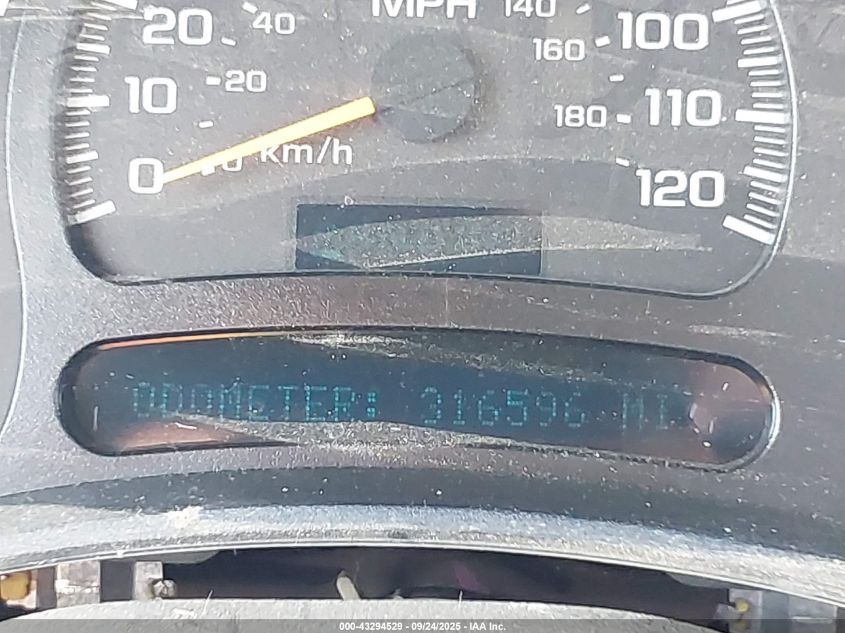 MPH
20 40 140 100
160
10 20 180 110
0 0 km/h 120
ODOMETER: 316596 MI
000-43294529 - 09/24/2025 - IAA Inc.